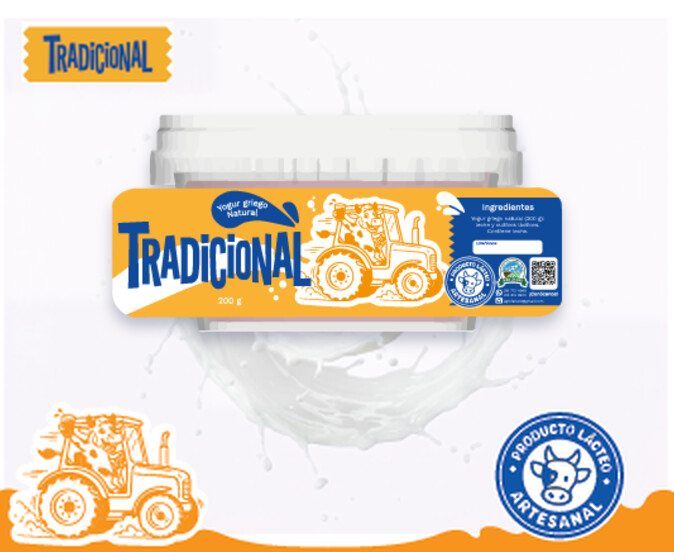 TRADICIONAL
Yogur griego
Natural
TRADICIONAL
200 g
Ingredientes
Yogur griego natural (200 g):
leche y cultivos lácticos.
Contiene leche.
PRODUCTO LÁCTEO
ARTESANAL
PRODUCTO LÁCTEO
ARTESANAL